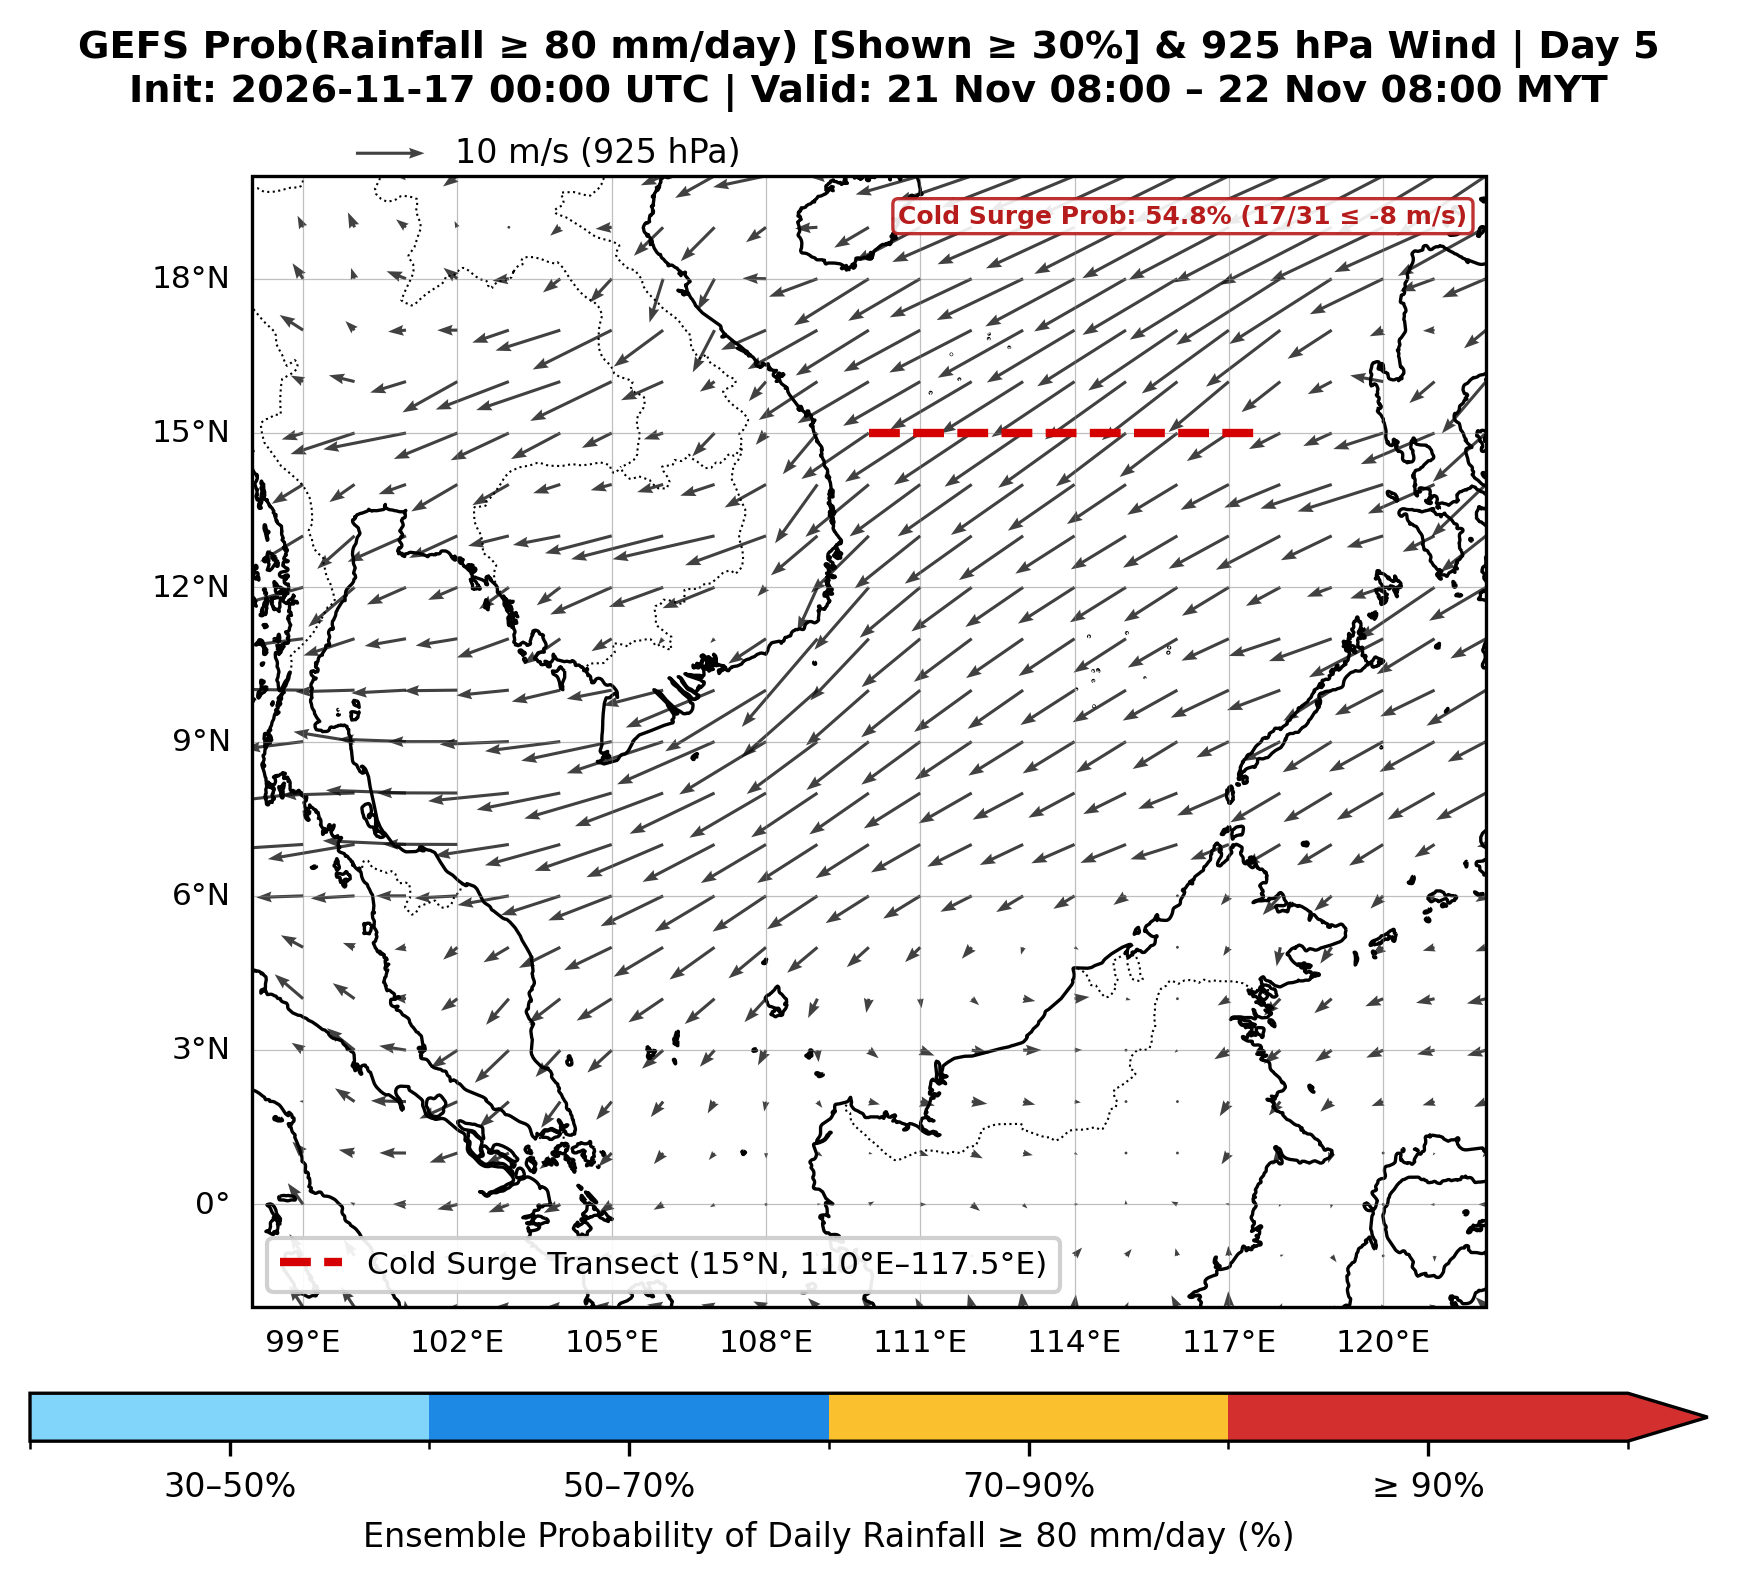 GEFS Prob(Rainfall ≥ 80 mm/day) [Shown ≥ 30%] & 925 hPa Wind | Day 5
Init: 2026-11-17 00:00 UTC | Valid: 21 Nov 08:00 – 22 Nov 08:00 MYT
10 m/s (925 hPa)
Cold Surge Prob: 54.8% (17/31 ≤ -8 m/s)
18°N
15°N
12°N
9°N
6°N
3°N
0°
Cold Surge Transect (15°N, 110°E–117.5°E)
99°E 102°E 105°E 108°E 111°E 114°E 117°E 120°E
30–50% 50–70% 70–90% ≥ 90%
Ensemble Probability of Daily Rainfall ≥ 80 mm/day (%)